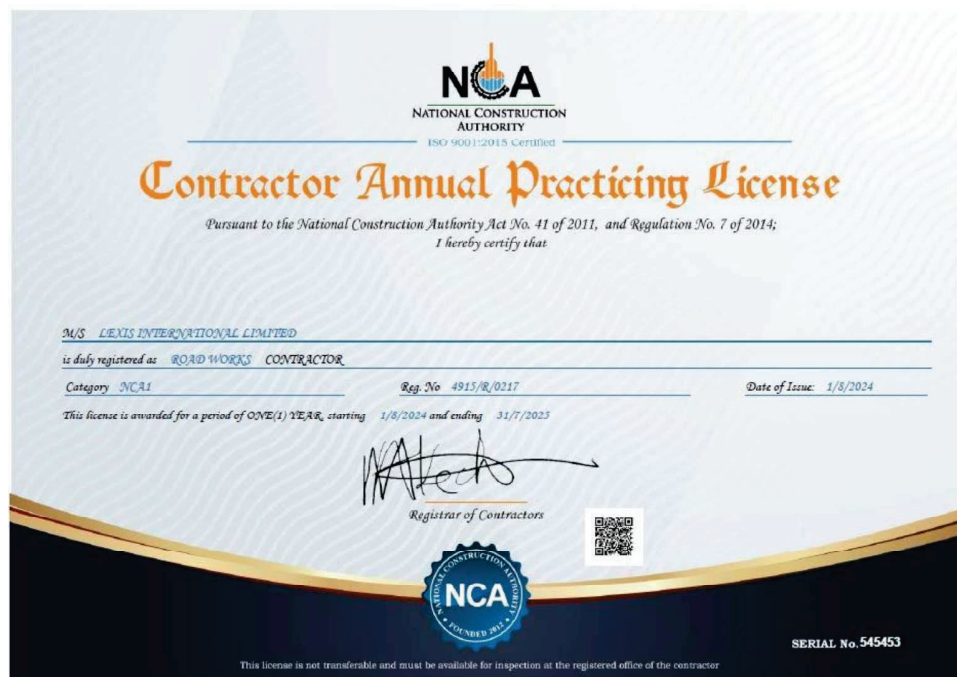 NCA
NATIONAL CONSTRUCTION
AUTHORITY
ISO 9001:2015 Certified
Contractor Annual Practicing License
Pursuant to the National Construction Authority Act No. 41 of 2011, and Regulation No. 7 of 2014;
I hereby certify that
M/S LEXIS INTERNATIONAL LIMITED
is duly registered as ROAD WORKS CONTRACTOR
Category NCA1 Reg. No 4915/R/0217 Date of Issue: 1/8/2024
This license is awarded for a period of ONE(1) YEAR, starting 1/8/2024 and ending 31/7/2025
Registrar of Contractors
NATIONAL CONSTRUCTION AUTHORITY
NCA
FOUNDED 2012
SERIAL No. 545453
This license is not transferable and must be available for inspection at the registered office of the contractor